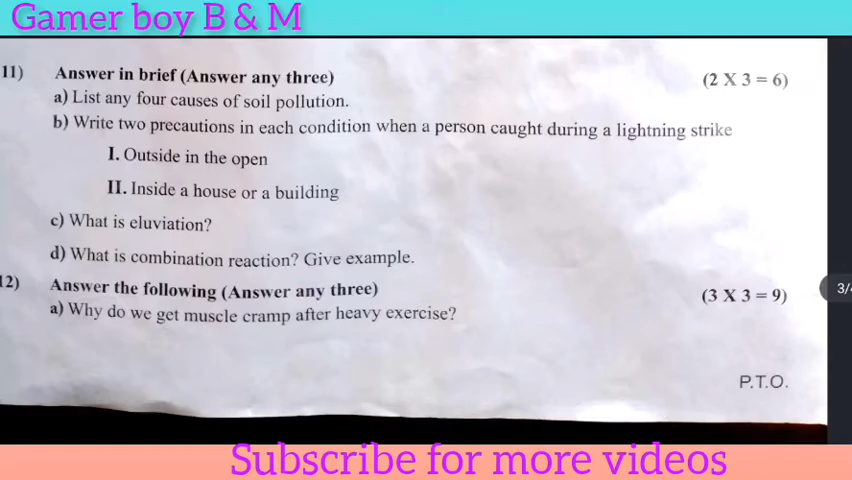 Gamer boy B & M
11) Answer in brief (Answer any three) (2 X 3 = 6)
a) List any four causes of soil pollution.
b) Write two precautions in each condition when a person caught during a lightning strike
I. Outside in the open
II. Inside a house or a building
c) What is eluviation?
d) What is combination reaction? Give example.
12) Answer the following (Answer any three) (3 X 3 = 9)
a) Why do we get muscle cramp after heavy exercise?
3/
P.T.O.
Subscribe for more videos